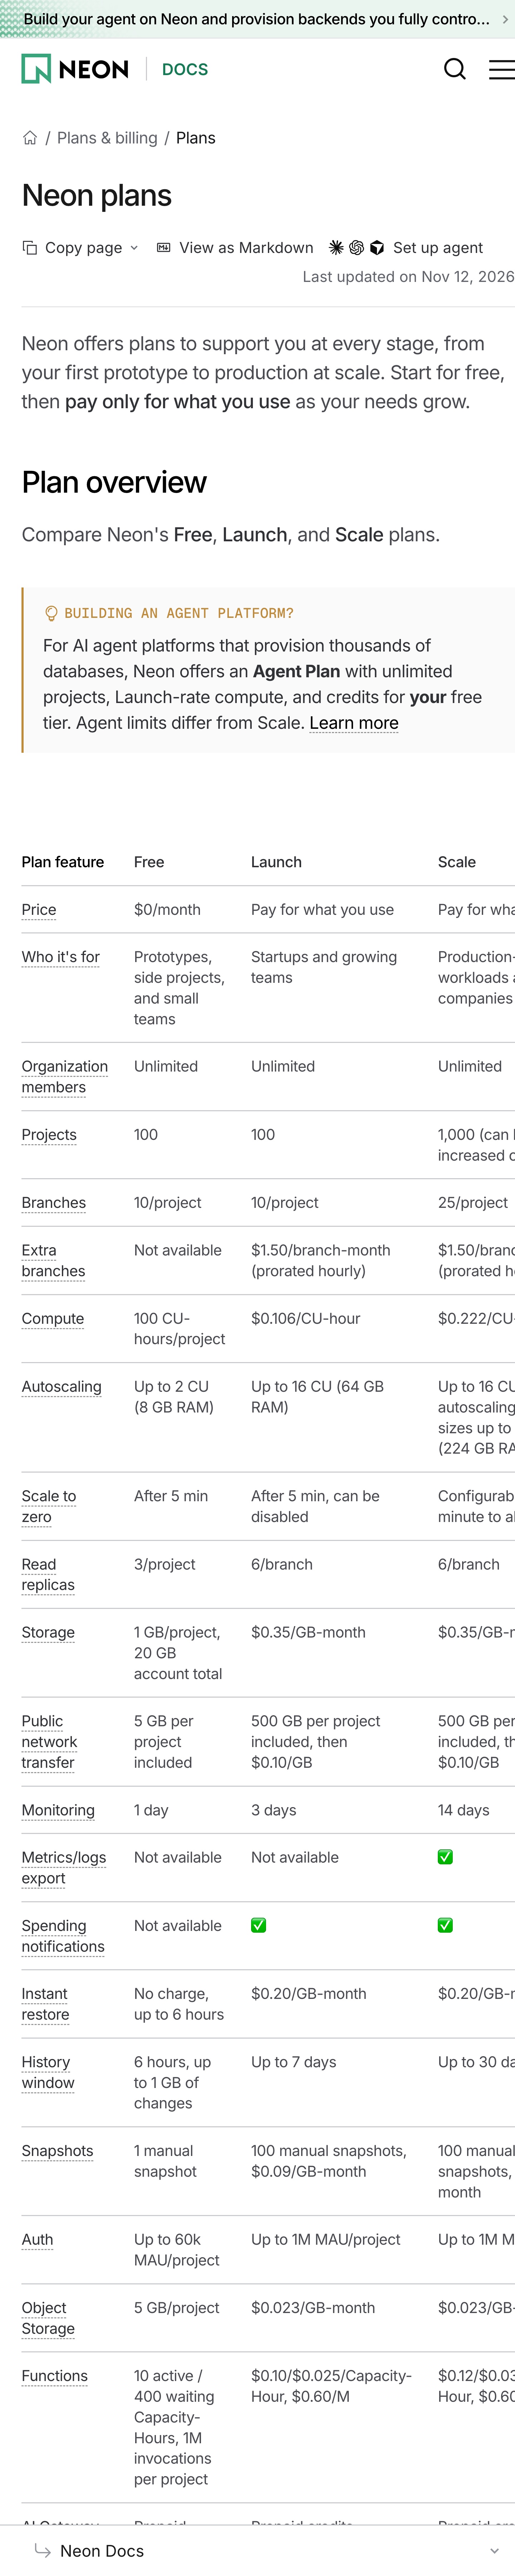 Build your agent on Neon and provision backends you fully contro...
NEON DOCS
/ Plans & billing / Plans
Neon plans
Copy page View as Markdown Set up agent
Last updated on Nov 12, 2026
Neon offers plans to support you at every stage, from
your first prototype to production at scale. Start for free,
then pay only for what you use as your needs grow.
Plan overview
Compare Neon's Free, Launch, and Scale plans.
BUILDING AN AGENT PLATFORM?
For AI agent platforms that provision thousands of
databases, Neon offers an Agent Plan with unlimited
projects, Launch-rate compute, and credits for your free
tier. Agent limits differ from Scale. Learn more
Plan feature Free Launch Scale
Price $0/month Pay for what you use Pay for
Who it's for Prototypes, Startups and growing Production-
side projects, teams workloads
and small companies
teams
Organization Unlimited Unlimited Unlimited
members
Projects 100 100 1,000 (can
increased
Branches 10/project 10/project 25/project
Extra Not available $1.50/branch-month $1.50/
branches (prorated hourly) (prorated
Compute 100 CU- $0.106/CU-hour $0.222/CU-
hours/project
Autoscaling Up to 2 CU Up to 16 CU (64 GB Up to 16 CU
(8 GB RAM) RAM) autoscaling
sizes up to
(224 GB
Scale to After 5 min After 5 min, can be
zero disabled minute to
Read 3/project 6/branch 6/branch
replicas
Storage 1 GB/project, $0.35/GB-month $0.35/GB-
20 GB
account total
Public 5 GB per 500 GB per project 500 GB per
network project included, then included,
transfer included $0.10/GB $0.10/GB
Monitoring 1 day 3 days 14 days
Metrics/logs Not available Not available ✅
export
Spending Not available ✅ ✅
notifications
Instant No charge, $0.20/GB-month $0.20/GB-
restore up to 6 hours
History 6 hours, up Up to 7 days Up to 30
window to 1 GB of
changes
Snapshots 1 manual 100 manual snapshots, 100 manual
snapshot $0.09/GB-month snapshots,
month
Auth Up to 60k Up to 1M MAU/project Up to 1M
MAU/project
Object 5 GB/project $0.023/GB-month $0.023/GB-
Storage
Functions 10 active / $0.10/$0.025/Capacity- $0.12/
400 waiting Hour, $0.60/M Hour,
Capacity-
Hours, 1M
invocations
per project
Neon Docs